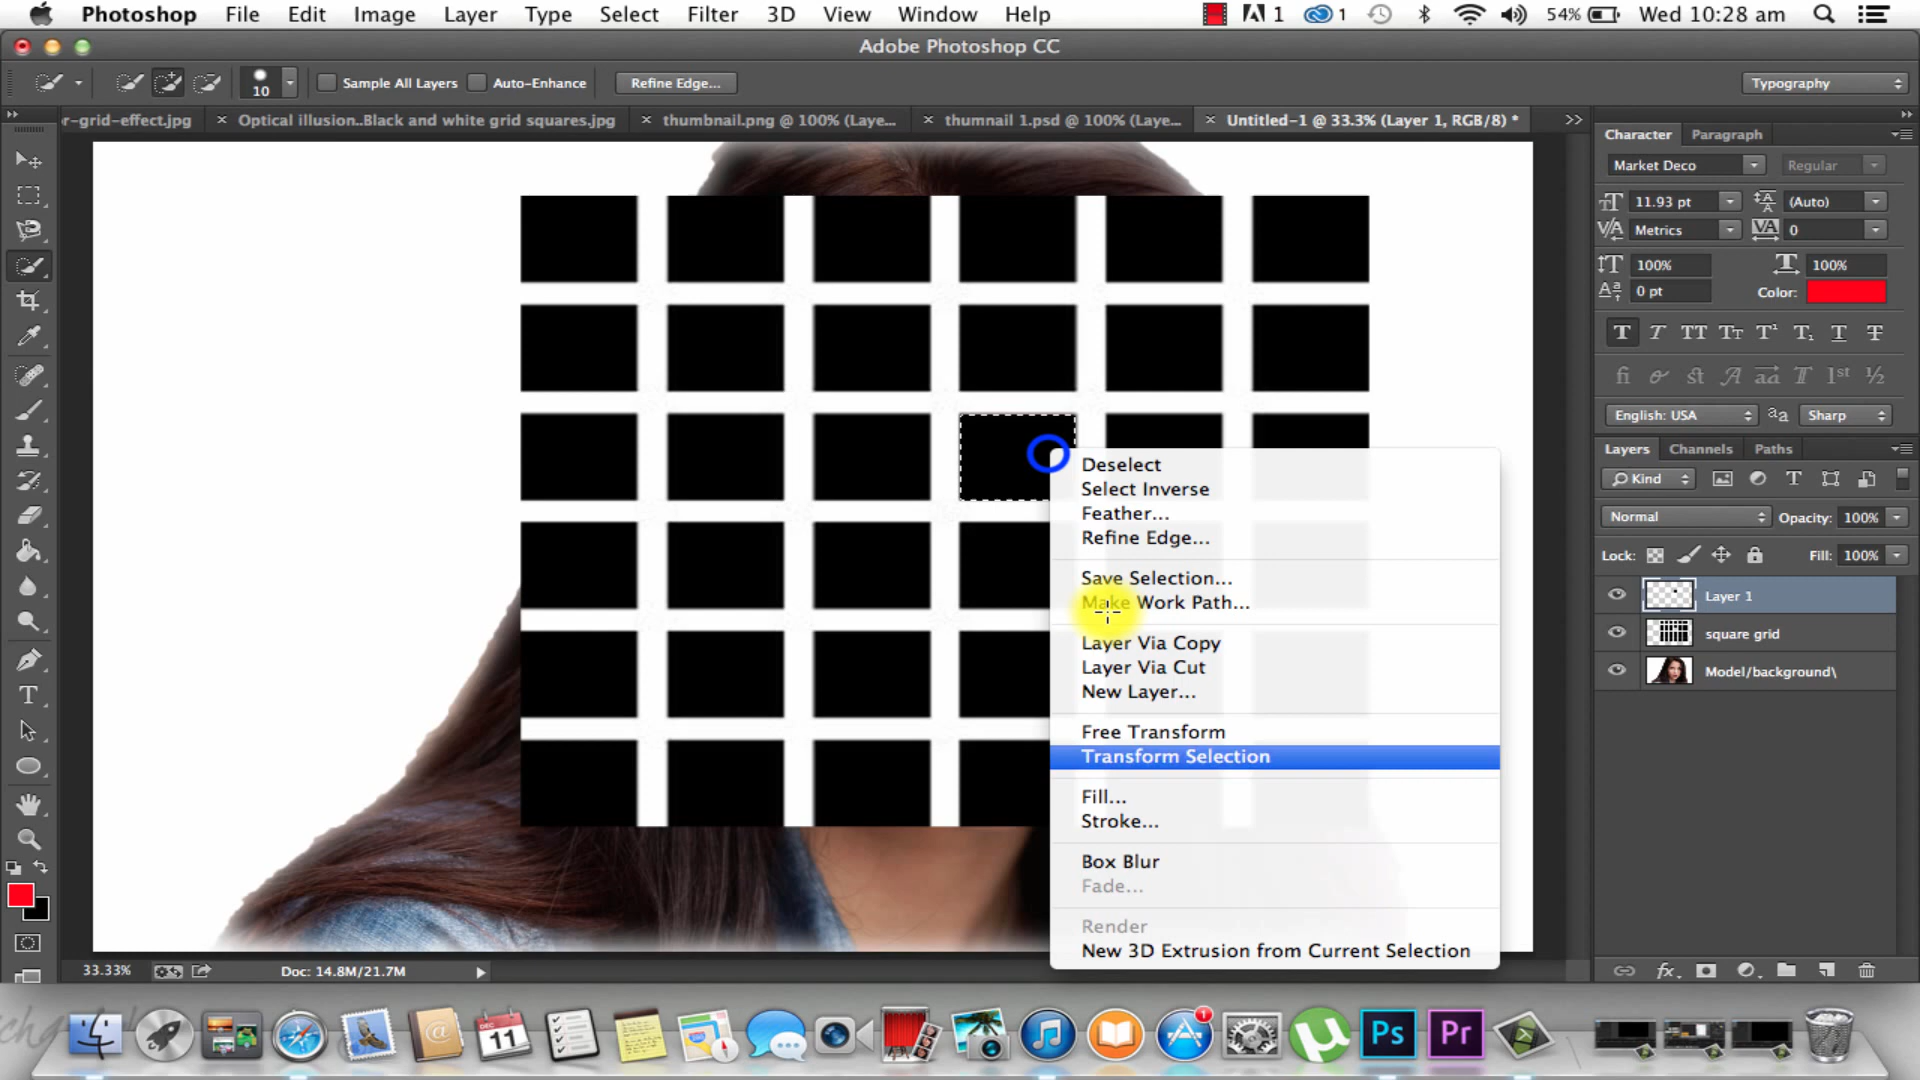 Photoshop File Edit Image Layer Type Select Filter 3D View Window Help 1 1 54% Wed 10:28 am
Adobe Photoshop CC
10 Sample All Layers Auto-Enhance Refine Edge... Typography
r-grid-effect.jpg × Optical illusion..Black and white grid squares.jpg × thumbnail.png @ 100% (Laye... × thumnail 1.psd @ 100% (Laye... × Untitled-1 @ 33.3% (Layer 1, RGB/8) *
Character Paragraph
Market Deco Regular
11.93 pt (Auto)
Metrics 0
100% 100%
0 pt Color:
English: USA Sharp
Layers Channels Paths
Kind
Normal Opacity: 100%
Lock: Fill: 100%
Layer 1
square grid
Model/background\
Deselect
Select Inverse
Feather...
Refine Edge...
Save Selection...
Make Work Path...
Layer Via Copy
Layer Via Cut
New Layer...
Free Transform
Transform Selection
Fill...
Stroke...
Box Blur
Fade...
Render
New 3D Extrusion from Current Selection
33.33% Doc: 14.8M/21.7M
DEC 11 1 Ps Pr